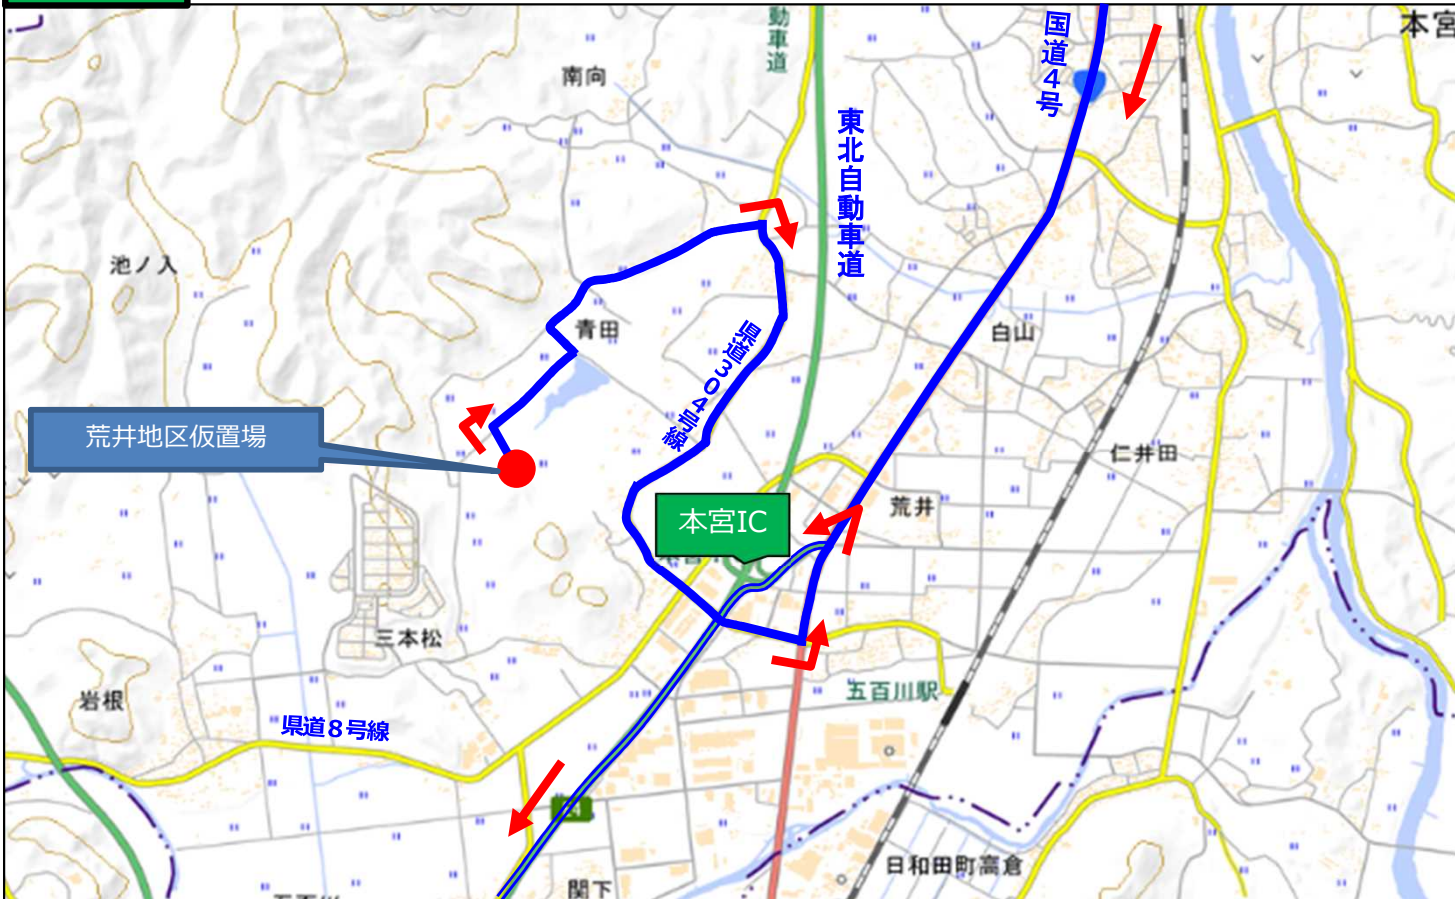 本宮
動車道
国道4号
南向
東北自動車道
池ノ入
青田
白山
県道304号線
荒井地区仮置場
仁井田
本宮IC
荒井
三本松
五百川駅
岩根
県道8号線
日和田町高倉
関下